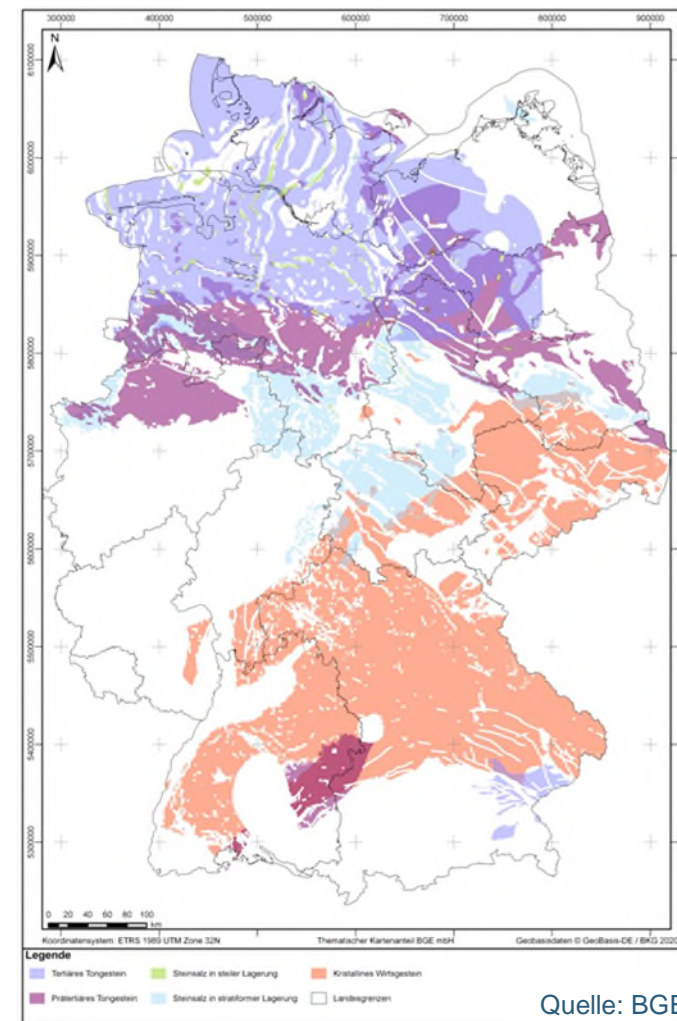 300000 400000 500000 600000 700000 800000 900000
N
6100000
6000000
5900000
5800000
5700000
5600000
5500000
5400000
5300000
0 20 40 60 80 100
km
Koordinatensystem: ETRS 1989 UTM Zone 32N Thematischer Kartenanteil BGE mbH Geobasisdaten © GeoBasis-DE / BKG 2020
Legende
Tertiäres Tongestein Steinsalz in steiler Lagerung Kristallines Wirtsgestein
Prätertiäres Tongestein Steinsalz in stratiformer Lagerung Landesgrenzen
Quelle: BGE